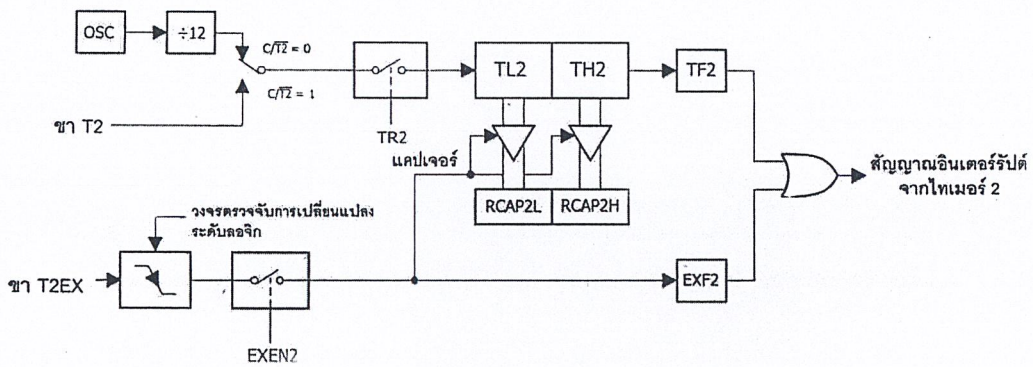 OSC
÷12
C/T2̅ = 0
C/T2̅ = 1
ขา T2
TR2
TL2
TH2
TF2
แคปเจอร์
RCAP2L
RCAP2H
สัญญาณอินเตอร์รัปต์
จากไทเมอร์ 2
วงจรตรวจจับการเปลี่ยนแปลง
ระดับลอจิก
ขา T2EX
EXEN2
EXF2